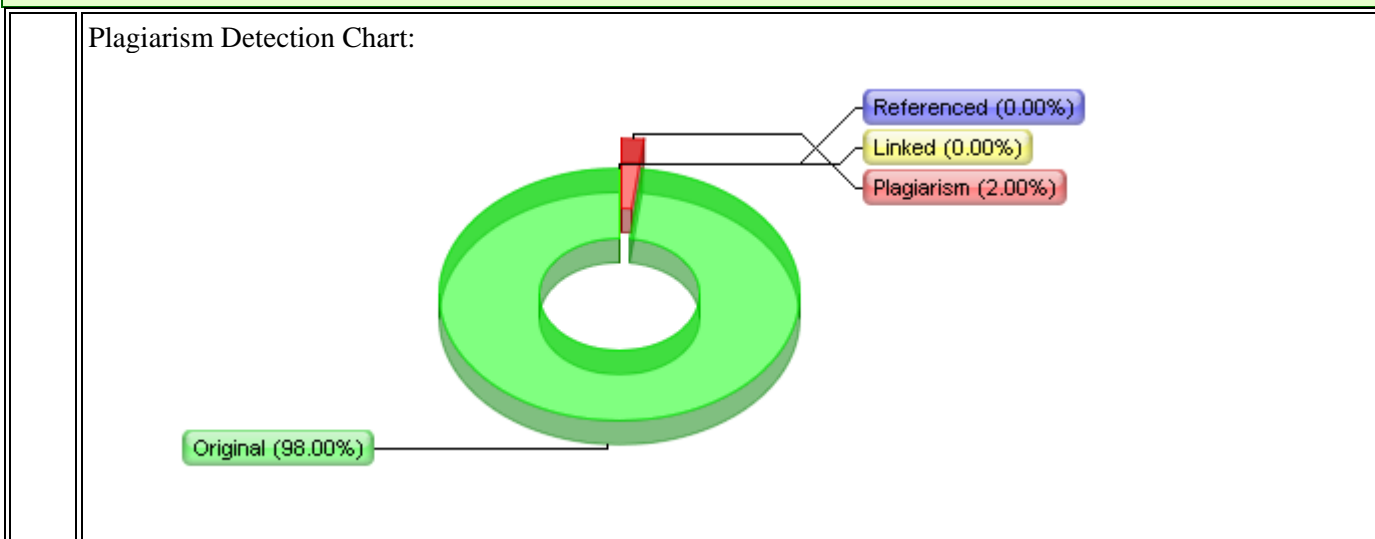 Plagiarism Detection Chart:
Referenced (0.00%)
Linked (0.00%)
Plagiarism (2.00%)
Original (98.00%)